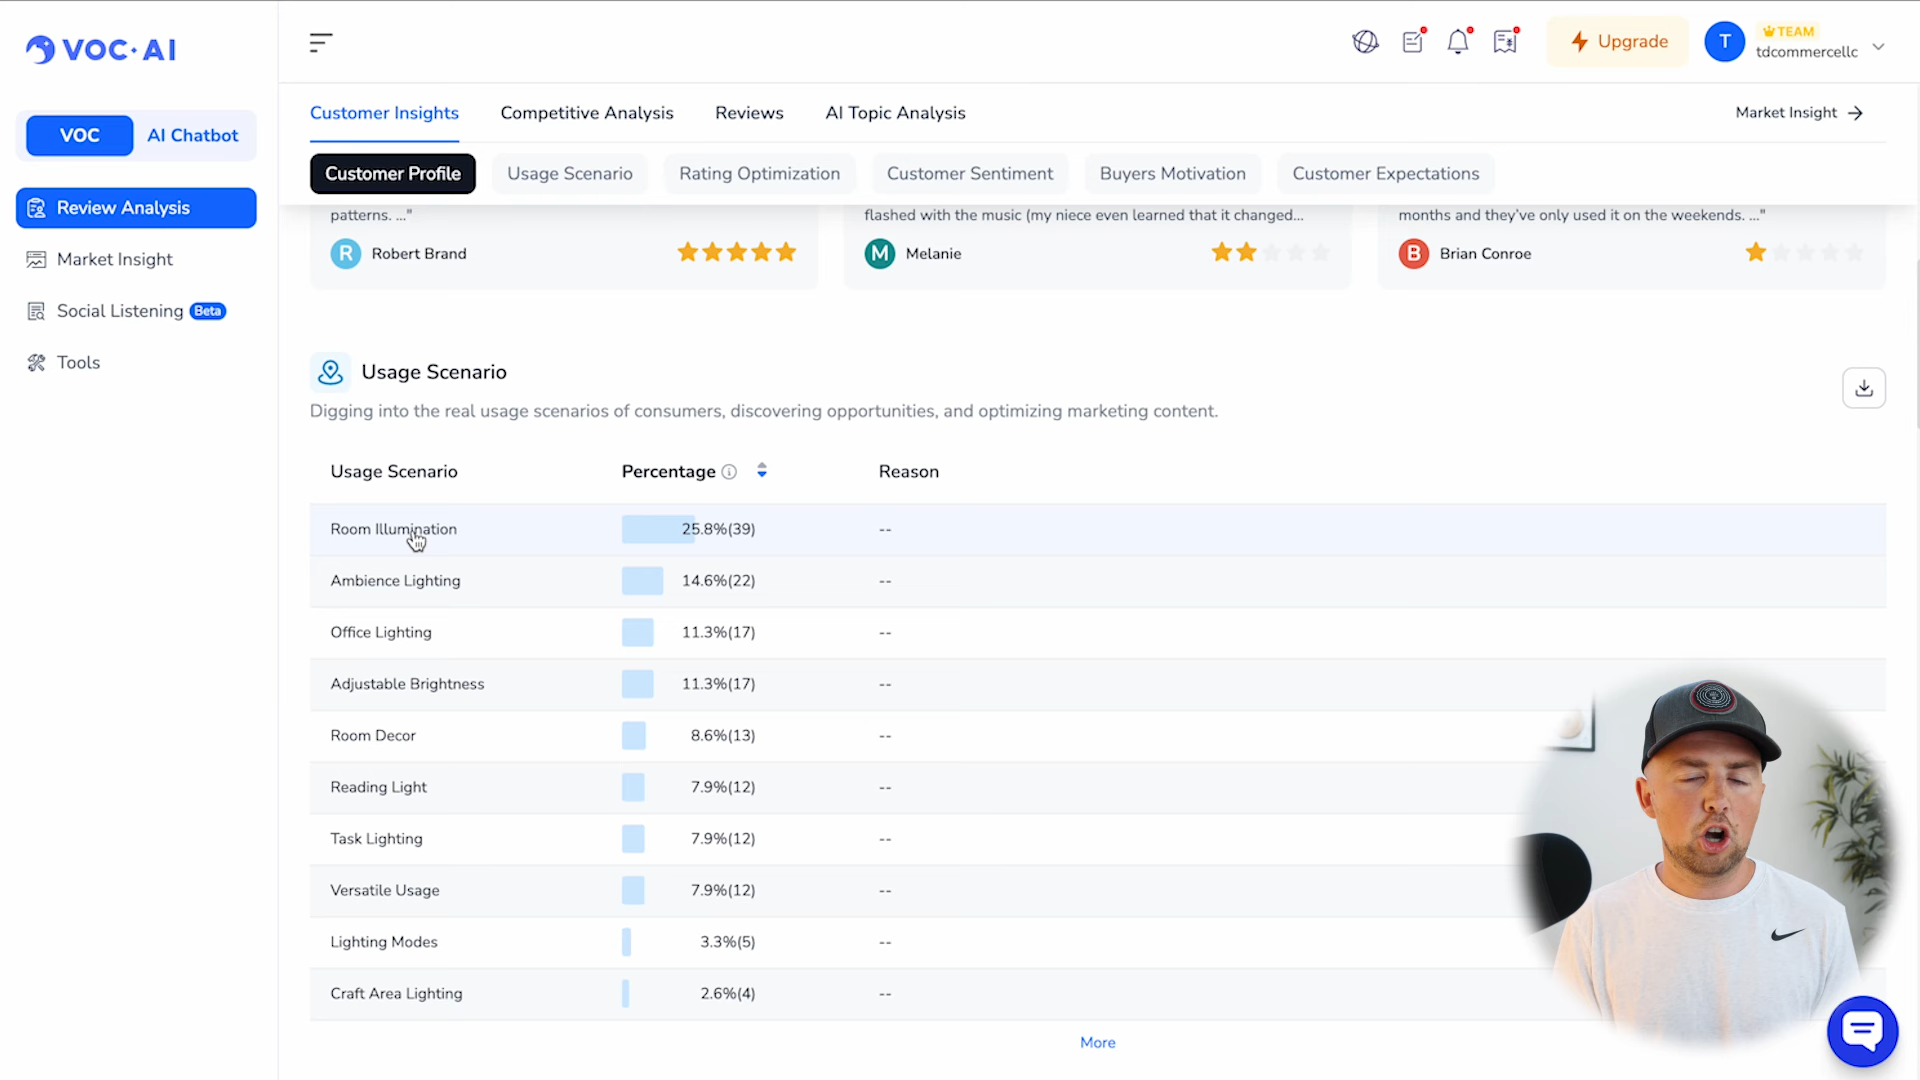 VOC·AI
Upgrade
T
TEAM
tdcommercellc
VOC
AI Chatbot
Customer Insights
Competitive Analysis
Reviews
AI Topic Analysis
Market Insight
Customer Profile
Usage Scenario
Rating Optimization
Customer Sentiment
Buyers Motivation
Customer Expectations
Review Analysis
Market Insight
Social Listening Beta
Tools
patterns. ..."
R Robert Brand
flashed with the music (my niece even learned that it changed...
M Melanie
months and they've only used it on the weekends. ..."
B Brian Conroe
Usage Scenario
Digging into the real usage scenarios of consumers, discovering opportunities, and optimizing marketing content.
Usage Scenario Percentage Reason
Room Illumination 25.8%(39) --
Ambience Lighting 14.6%(22) --
Office Lighting 11.3%(17) --
Adjustable Brightness 11.3%(17) --
Room Decor 8.6%(13) --
Reading Light 7.9%(12) --
Task Lighting 7.9%(12) --
Versatile Usage 7.9%(12) --
Lighting Modes 3.3%(5) --
Craft Area Lighting 2.6%(4) --
More